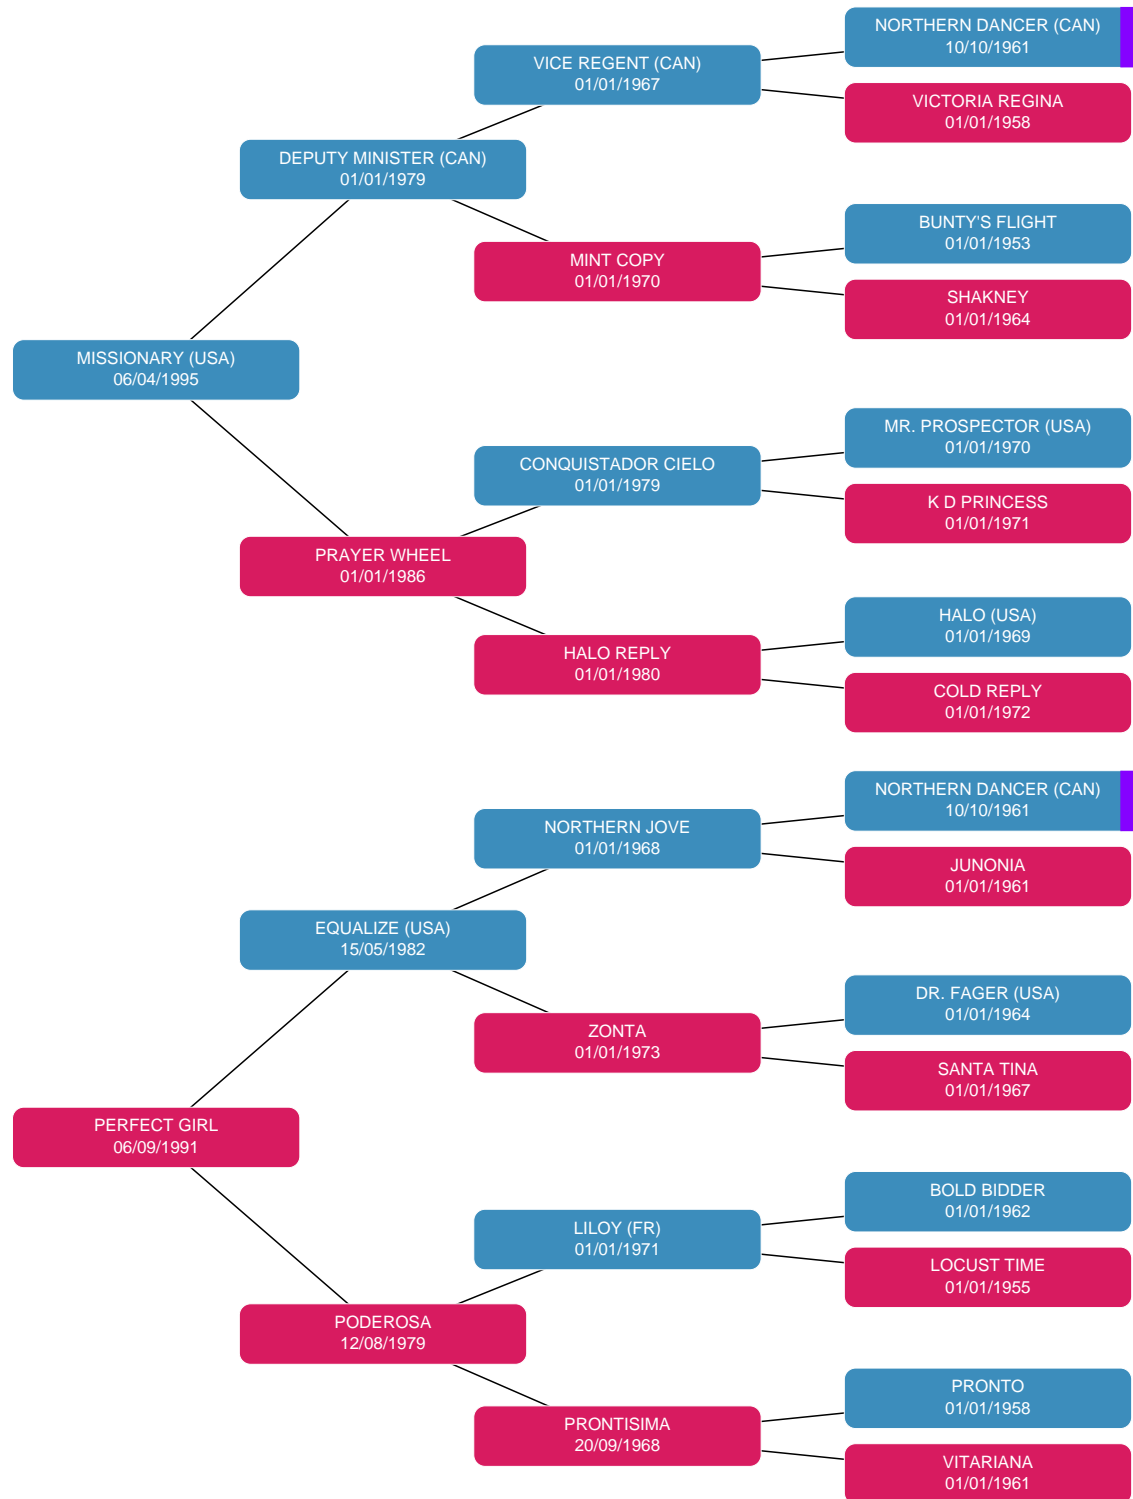 NORTHERN DANCER (CAN)
10/10/1961
VICE REGENT (CAN)
01/01/1967
VICTORIA REGINA
01/01/1958
DEPUTY MINISTER (CAN)
01/01/1979
BUNTY'S FLIGHT
01/01/1953
MINT COPY
01/01/1970
SHAKNEY
01/01/1964
MISSIONARY (USA)
06/04/1995
MR. PROSPECTOR (USA)
01/01/1970
CONQUISTADOR CIELO
01/01/1979
K D PRINCESS
01/01/1971
PRAYER WHEEL
01/01/1986
HALO (USA)
01/01/1969
HALO REPLY
01/01/1980
COLD REPLY
01/01/1972
NORTHERN DANCER (CAN)
10/10/1961
NORTHERN JOVE
01/01/1968
JUNONIA
01/01/1961
EQUALIZE (USA)
15/05/1982
DR. FAGER (USA)
01/01/1964
ZONTA
01/01/1973
SANTA TINA
01/01/1967
PERFECT GIRL
06/09/1991
BOLD BIDDER
01/01/1962
LILOY (FR)
01/01/1971
LOCUST TIME
01/01/1955
PODEROSA
12/08/1979
PRONTO
01/01/1958
PRONTISIMA
20/09/1968
VITARIANA
01/01/1961